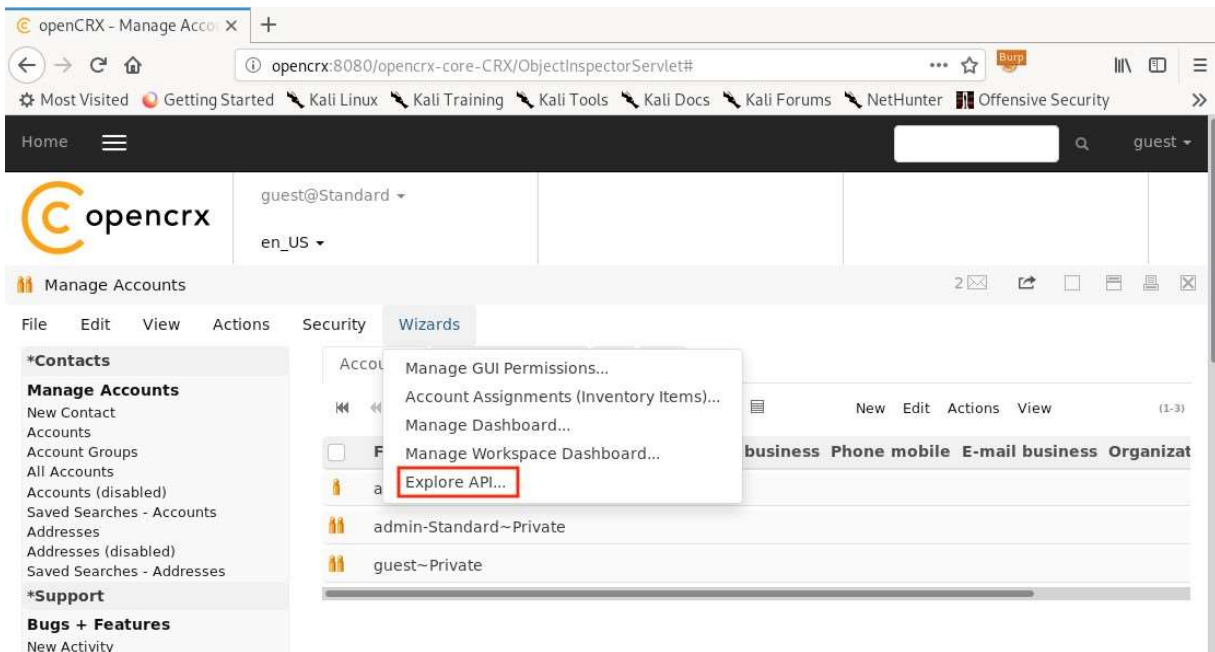 openCRX - Manage Acco
opencrx:8080/opencrx-core-CRX/ObjectInspectorServlet#
Burp
Most Visited Getting Started Kali Linux Kali Training Kali Tools Kali Docs Kali Forums NetHunter Offensive Security
Home guest
opencrx
guest@Standard
en_US
Manage Accounts 2
File Edit View Actions Security Wizards
*Contacts
Manage Accounts
New Contact
Accounts
Account Groups
All Accounts
Accounts (disabled)
Saved Searches - Accounts
Addresses
Addresses (disabled)
Saved Searches - Addresses
*Support
Bugs + Features
New Activity
Accou
Manage GUI Permissions...
Account Assignments (Inventory Items)...
Manage Dashboard...
Manage Workspace Dashboard...
Explore API...
New Edit Actions View (1-3)
F business Phone mobile E-mail business Organizat
a
admin-Standard~Private
guest~Private